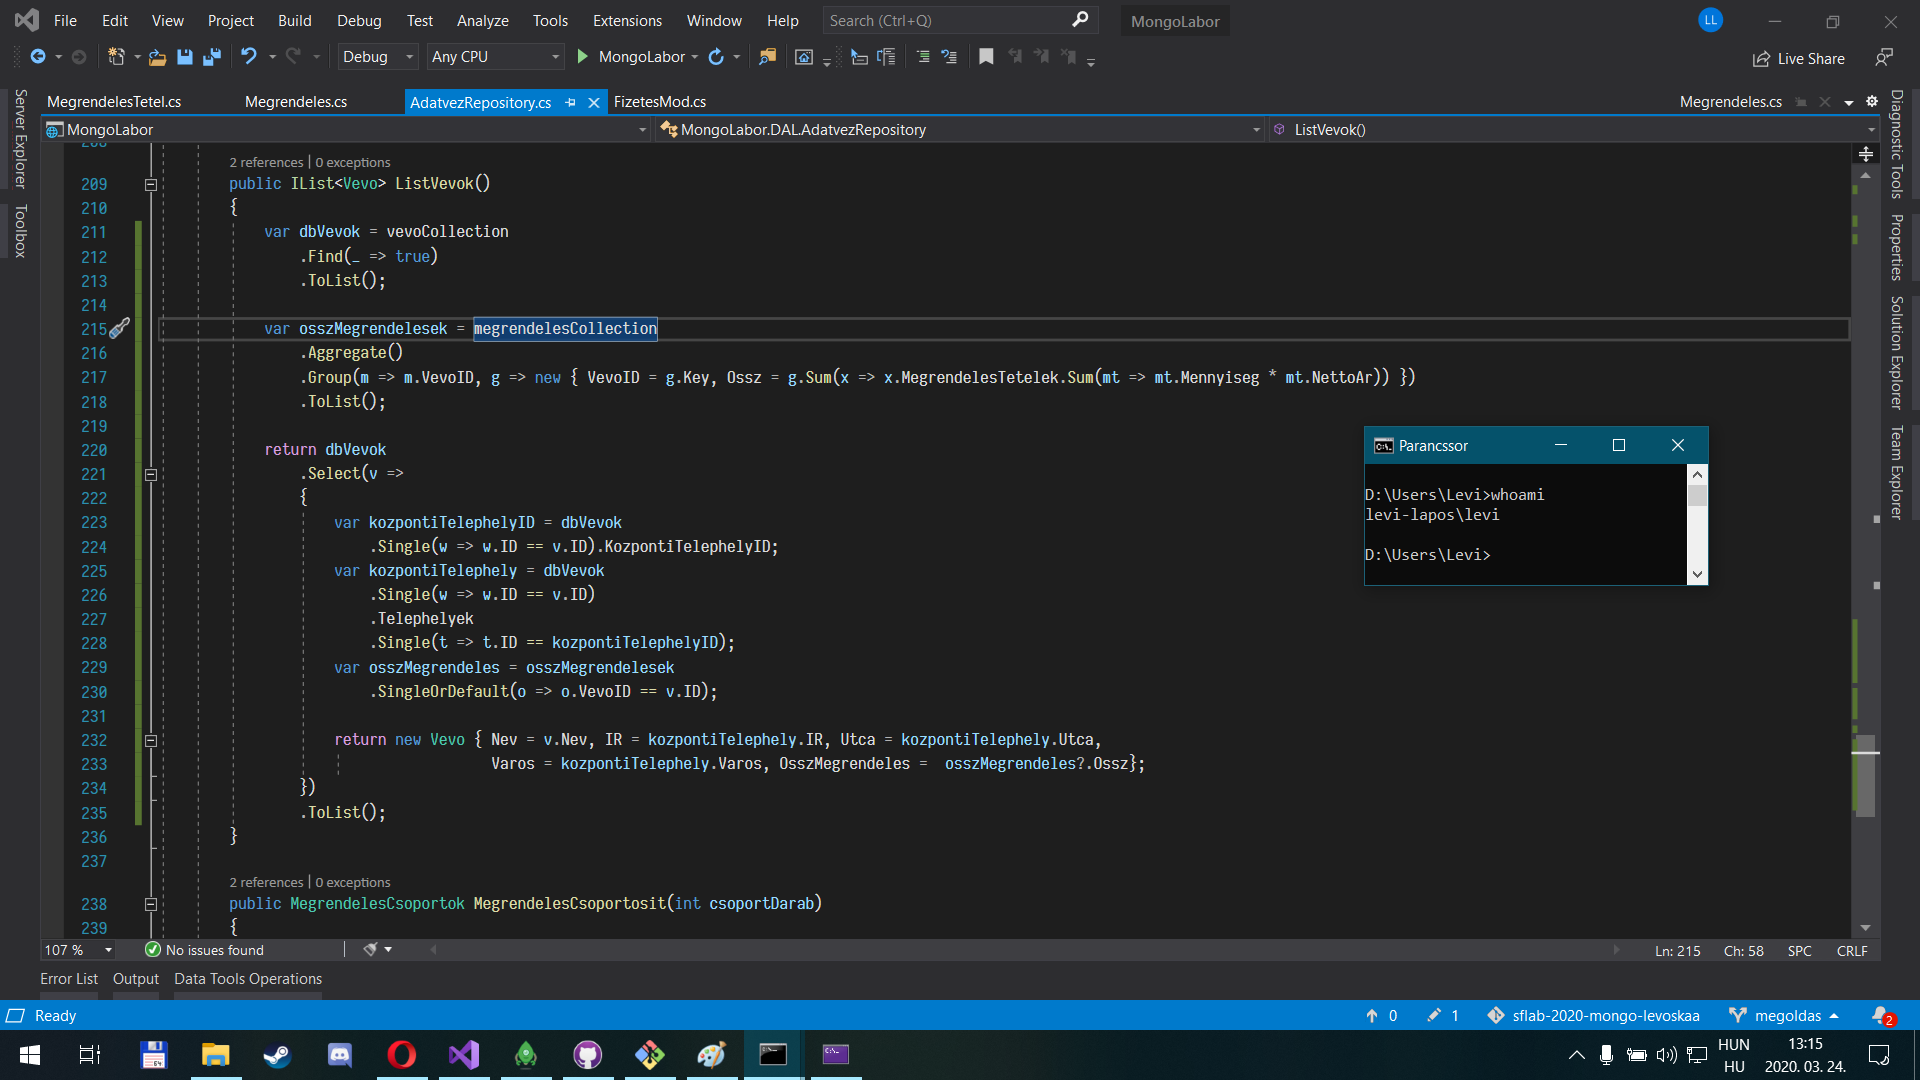 File Edit View Project Build Debug Test Analyze Tools Extensions Window Help Search (Ctrl+Q) MongoLabor LL
Debug Any CPU MongoLabor Live Share
MegrendelesTetel.cs Megrendeles.cs AdatvezRepository.cs FizetesMod.cs Megrendeles.cs
MongoLabor MongoLabor.DAL.AdatvezRepository ListVevok()
Server Explorer
Toolbox
Diagnostic Tools
Properties
Solution Explorer
Team Explorer
2 references | 0 exceptions
209 public IList<Vevo> ListVevok()
210 {
211 var dbVevok = vevoCollection
212 .Find(_ => true)
213 .ToList();
214
215 var osszMegrendelesek = megrendelesCollection
216 .Aggregate()
217 .Group(m => m.VevoID, g => new { VevoID = g.Key, Ossz = g.Sum(x => x.MegrendelesTetelek.Sum(mt => mt.Mennyiseg * mt.NettoAr)) })
218 .ToList();
219
220 return dbVevok
221 .Select(v =>
222 {
223 var kozpontiTelephelyID = dbVevok
224 .Single(w => w.ID == v.ID).KozpontiTelephelyID;
225 var kozpontiTelephely = dbVevok
226 .Single(w => w.ID == v.ID)
227 .Telephelyek
228 .Single(t => t.ID == kozpontiTelephelyID);
229 var osszMegrendeles = osszMegrendelesek
230 .SingleOrDefault(o => o.VevoID == v.ID);
231
232 return new Vevo { Nev = v.Nev, IR = kozpontiTelephely.IR, Utca = kozpontiTelephely.Utca,
233 Varos = kozpontiTelephely.Varos, OsszMegrendeles =  osszMegrendeles?.Ossz};
234 })
235 .ToList();
236 }
237
2 references | 0 exceptions
238 public MegrendelesCsoportok MegrendelesCsoportosit(int csoportDarab)
239 {
Parancssor
D:\Users\Levi>whoami
levi-lapos\levi
D:\Users\Levi>
107 % No issues found Ln: 215 Ch: 58 SPC CRLF
Error List Output Data Tools Operations
Ready 0 1 sflab-2020-mongo-levoskaa megoldas 2
HUN 13:15
HU 2020. 03. 24.